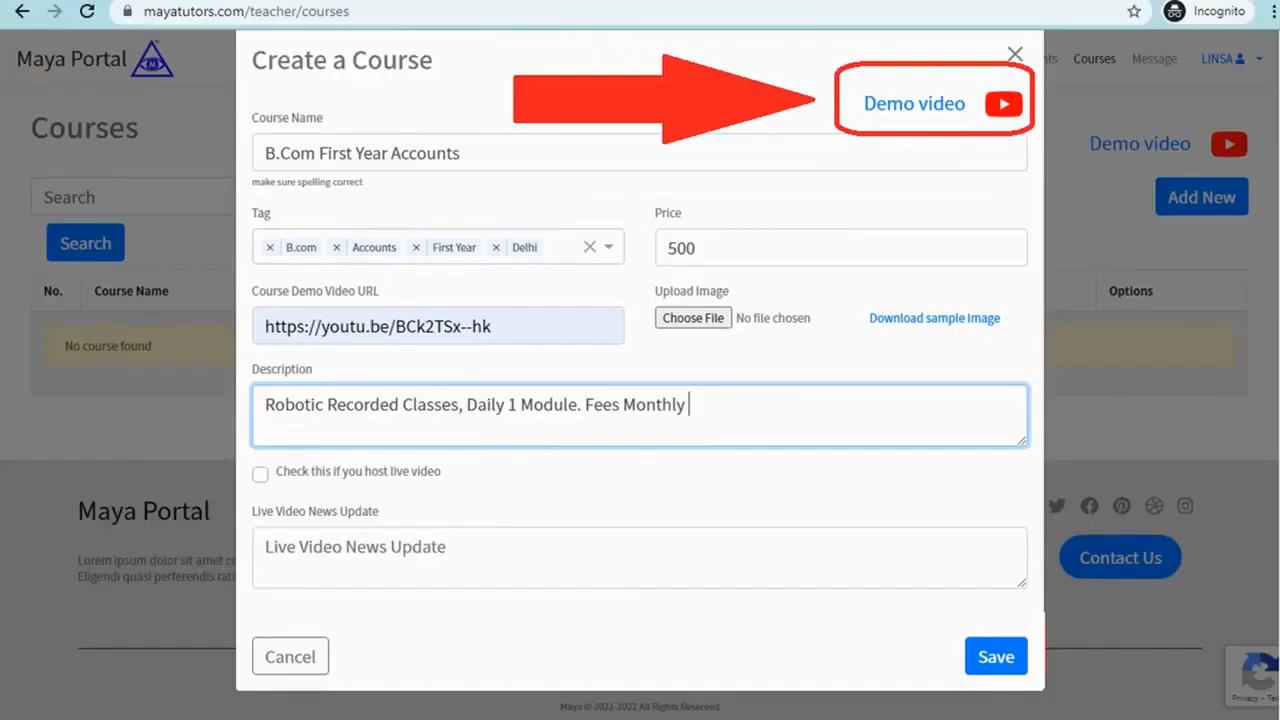 mayatutors.com/teacher/courses
Incognito
Maya Portal
Create a Course
nts Courses Message LINSA
Courses
Demo video
Demo video
Course Name
B.Com First Year Accounts
make sure spelling correct
Search
Add New
Tag
Price
Search
× B.com × Accounts × First Year × Delhi
500
No. Course Name
Course Demo Video URL
Upload Image
Options
https://youtu.be/BCk2TSx--hk
Choose File No file chosen
Download sample Image
No course found
Description
Robotic Recorded Classes, Daily 1 Module. Fees Monthly
Check this if you host live video
Maya Portal
Live Video News Update
Live Video News Update
Lorem ipsum dolor sit amet co
Eligendi quasi perferendis rati
Contact Us
Cancel
Save
Privacy - Ter
Maya © 2021-2022 All Rights Reserved